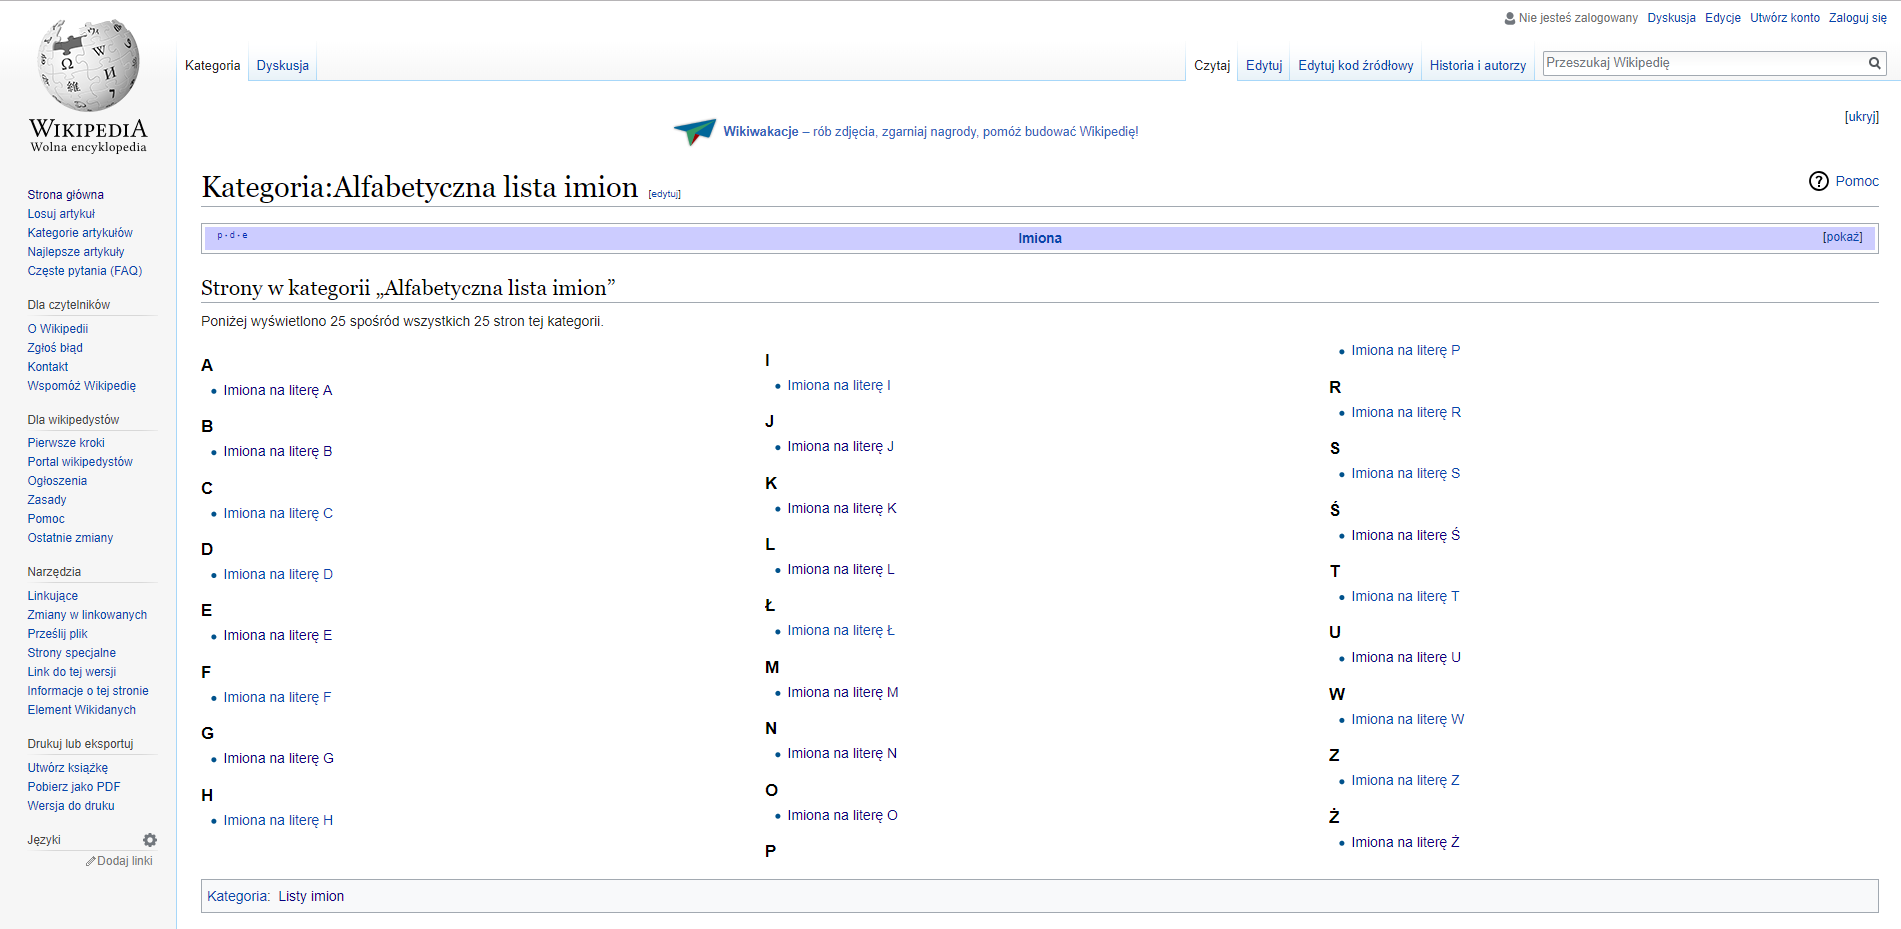 Nie jesteś zalogowany Dyskusja Edycje Utwórz konto Zaloguj się
Kategoria Dyskusja Czytaj Edytuj Edytuj kod źródłowy Historia i autorzy Przeszukaj Wikipedię
WIKIPEDIA
Wolna encyklopedia
Strona główna
Losuj artykuł
Kategorie artykułów
Najlepsze artykuły
Częste pytania (FAQ)
Dla czytelników
O Wikipedii
Zgłoś błąd
Kontakt
Wspomóż Wikipedię
Dla wikipedystów
Pierwsze kroki
Portal wikipedystów
Ogłoszenia
Zasady
Pomoc
Ostatnie zmiany
Narzędzia
Linkujące
Zmiany w linkowanych
Prześlij plik
Strony specjalne
Link do tej wersji
Informacje o tej stronie
Element Wikidanych
Drukuj lub eksportuj
Utwórz książkę
Pobierz jako PDF
Wersja do druku
Języki
Dodaj linki
[ukryj]
Wikiwakacje – rób zdjęcia, zgarniaj nagrody, pomóż budować Wikipedię!
Kategoria:Alfabetyczna lista imion [edytuj]
? Pomoc
p · d · e Imiona [pokaż]
Strony w kategorii „Alfabetyczna lista imion”
Poniżej wyświetlono 25 spośród wszystkich 25 stron tej kategorii.
A
• Imiona na literę A
B
• Imiona na literę B
C
• Imiona na literę C
D
• Imiona na literę D
E
• Imiona na literę E
F
• Imiona na literę F
G
• Imiona na literę G
H
• Imiona na literę H
I
• Imiona na literę I
J
• Imiona na literę J
K
• Imiona na literę K
L
• Imiona na literę L
Ł
• Imiona na literę Ł
M
• Imiona na literę M
N
• Imiona na literę N
O
• Imiona na literę O
P
• Imiona na literę P
R
• Imiona na literę R
S
• Imiona na literę S
Ś
• Imiona na literę Ś
T
• Imiona na literę T
U
• Imiona na literę U
W
• Imiona na literę W
Z
• Imiona na literę Z
Ż
• Imiona na literę Ż
Kategoria: Listy imion